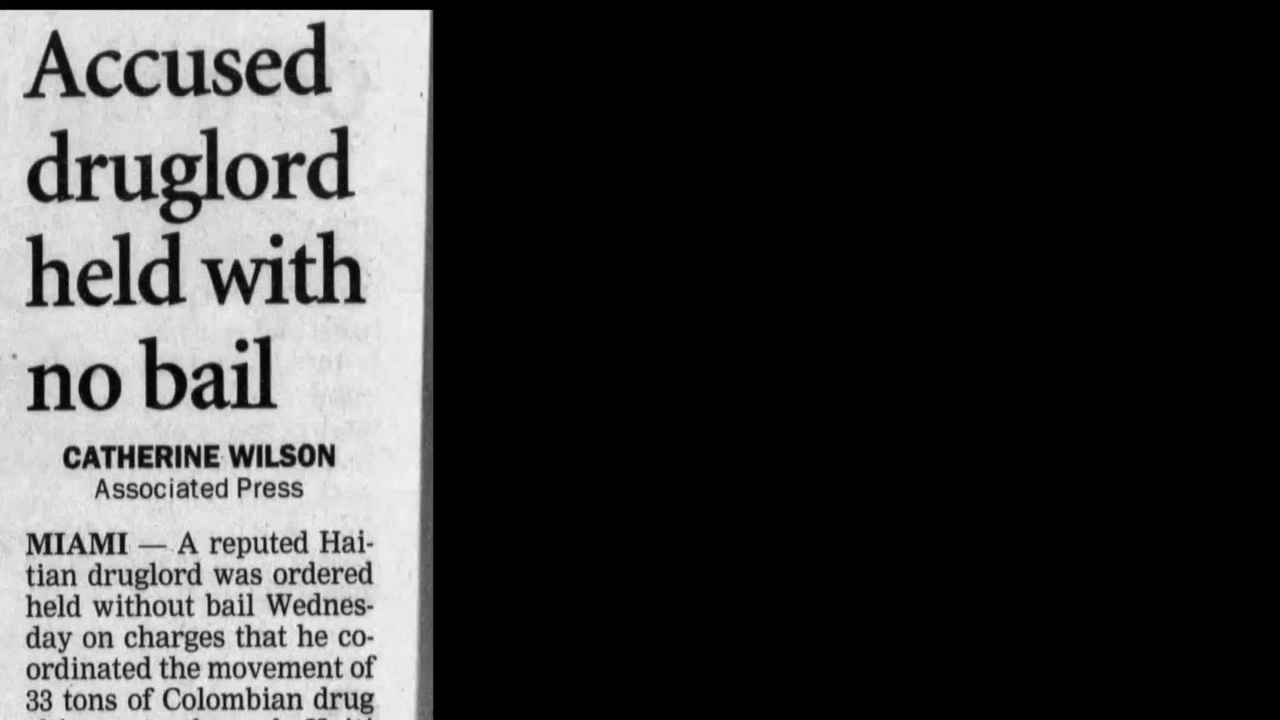 Accused
druglord
held with
no bail
CATHERINE WILSON
Associated Press
MIAMI — A reputed Hai-
tian druglord was ordered
held without bail Wednes-
day on charges that he co-
ordinated the movement of
33 tons of Colombian drug